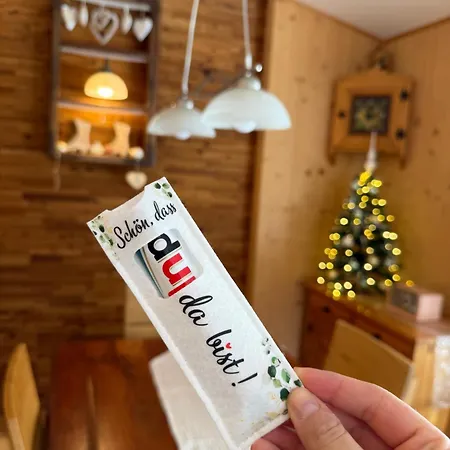 Schön, dass
du
da bist!